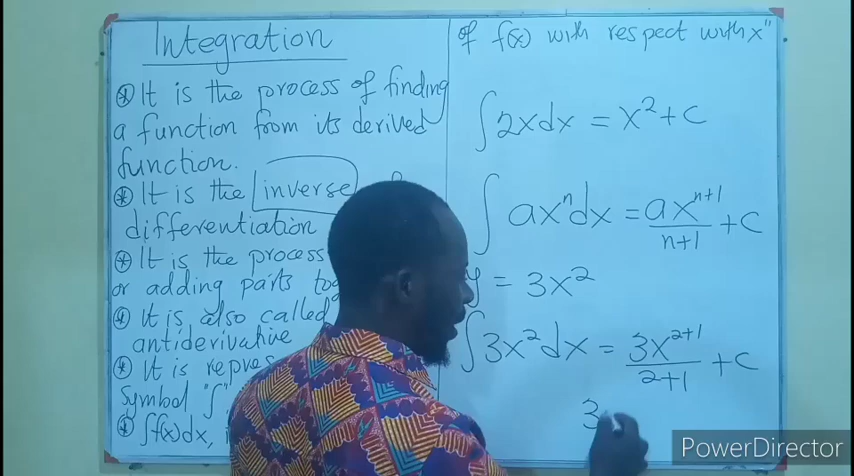 Integration
* It is the process of finding
a function from its derived
function.
* It is the inverse
differentiation
* It is the process
or adding parts
* it is also called
antiderivative
* It is
Symbol "∫"
* ∫f(x)dx,
of f(x) with respect with x"
∫2xdx = x² + c
∫axⁿdx = axⁿ⁺¹/n+1 + c
y = 3x²
∫3x²dx = 3x²⁺¹/2+1 + c
3
PowerDirector